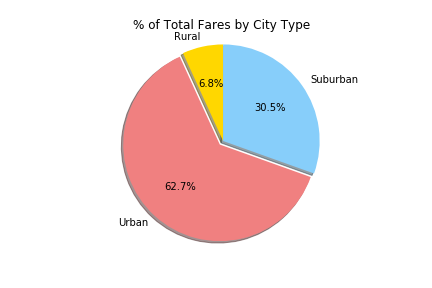 % of Total Fares by City Type
Rural
6.8%
Suburban
30.5%
62.7%
Urban